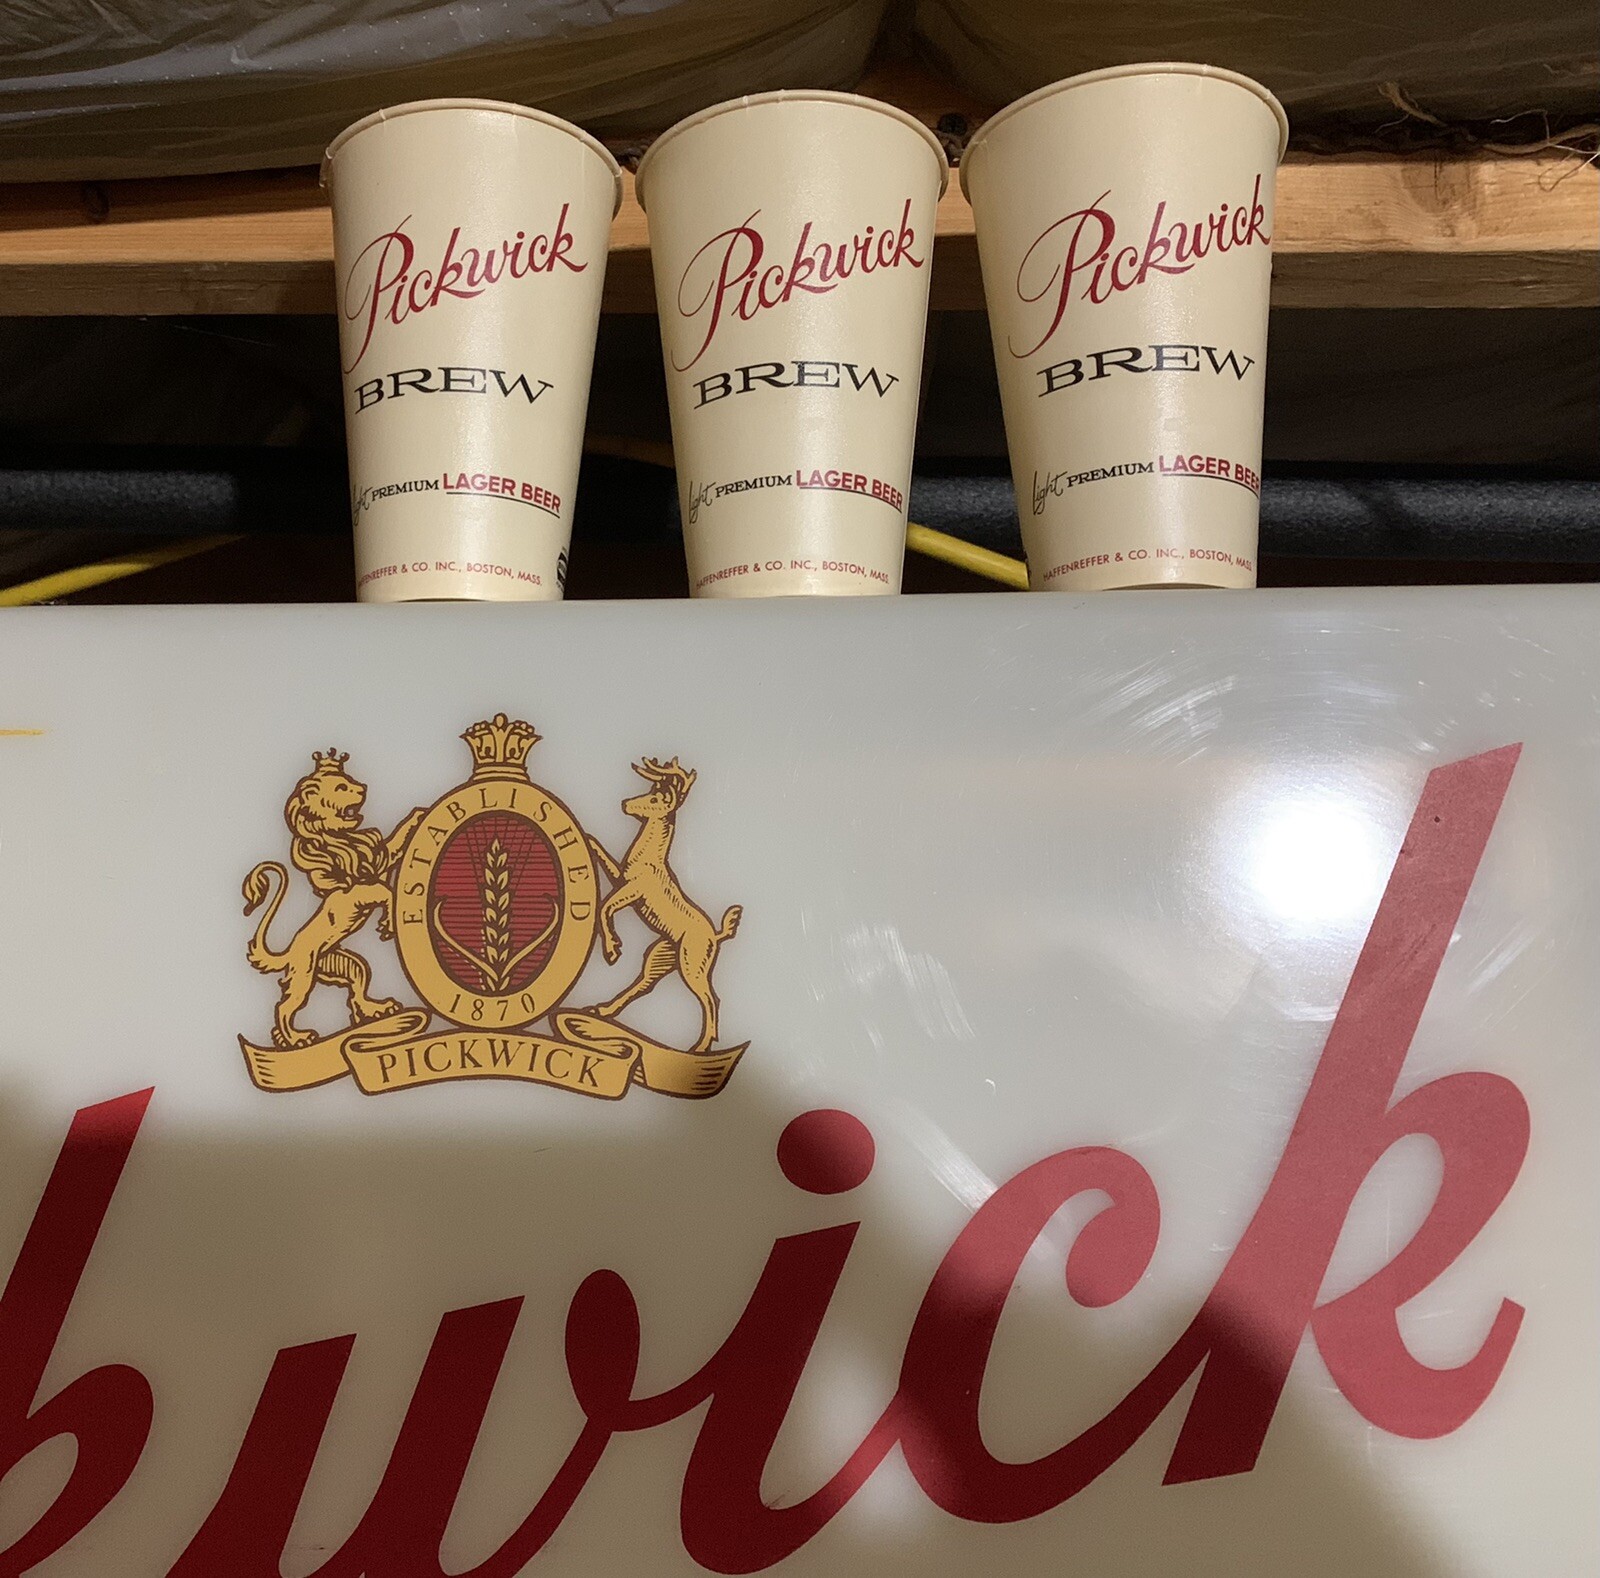 Pickwick
BREW
Light PREMIUM LAGER BEER
HAFFENREFFER & CO. INC., BOSTON, MASS.
Pickwick
BREW
Light PREMIUM LAGER BEER
HAFFENREFFER & CO. INC., BOSTON, MASS.
Pickwick
BREW
Light PREMIUM LAGER BEER
HAFFENREFFER & CO. INC., BOSTON, MASS.
ESTABLISHED
1870
PICKWICK
kwick